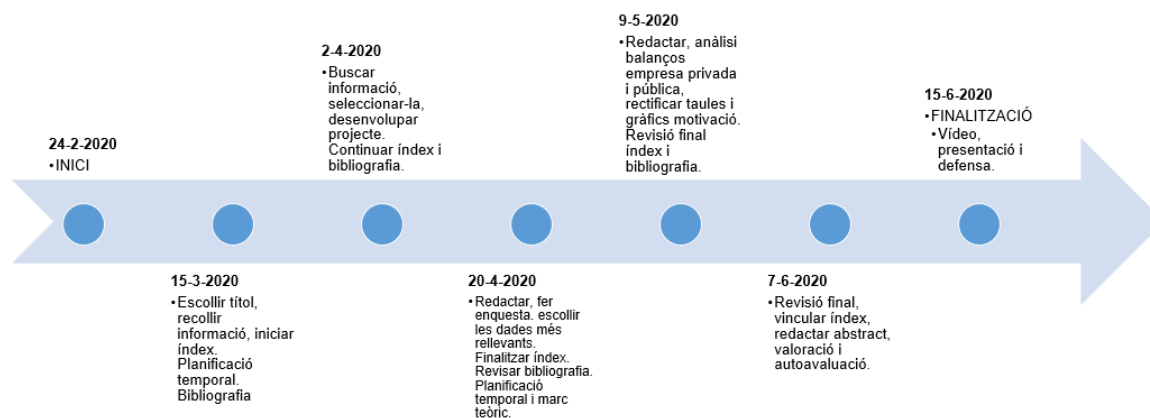 24-2-2020
•INICI
15-3-2020
•Escollir títol,
recollir
informació, iniciar
índex.
Planificació
temporal.
Bibliografia
2-4-2020
•Buscar
informació,
seleccionar-la,
desenvolupar
projecte.
Continuar índex i
bibliografia.
20-4-2020
•Redactar, fer
enquesta. escollir
les dades més
rellevants.
Finalitzar índex.
Revisar bibliografia.
Planificació
temporal i marc
teòric.
9-5-2020
•Redactar, anàlisi
balanços
empresa privada
i pública,
rectificar taules i
gràfics motivació.
Revisió final
índex i
bibliografia.
7-6-2020
•Revisió final,
vincular índex,
redactar abstract,
valoració i
autoavaluació.
15-6-2020
•FINALITZACIÓ
•Vídeo,
presentació i
defensa.